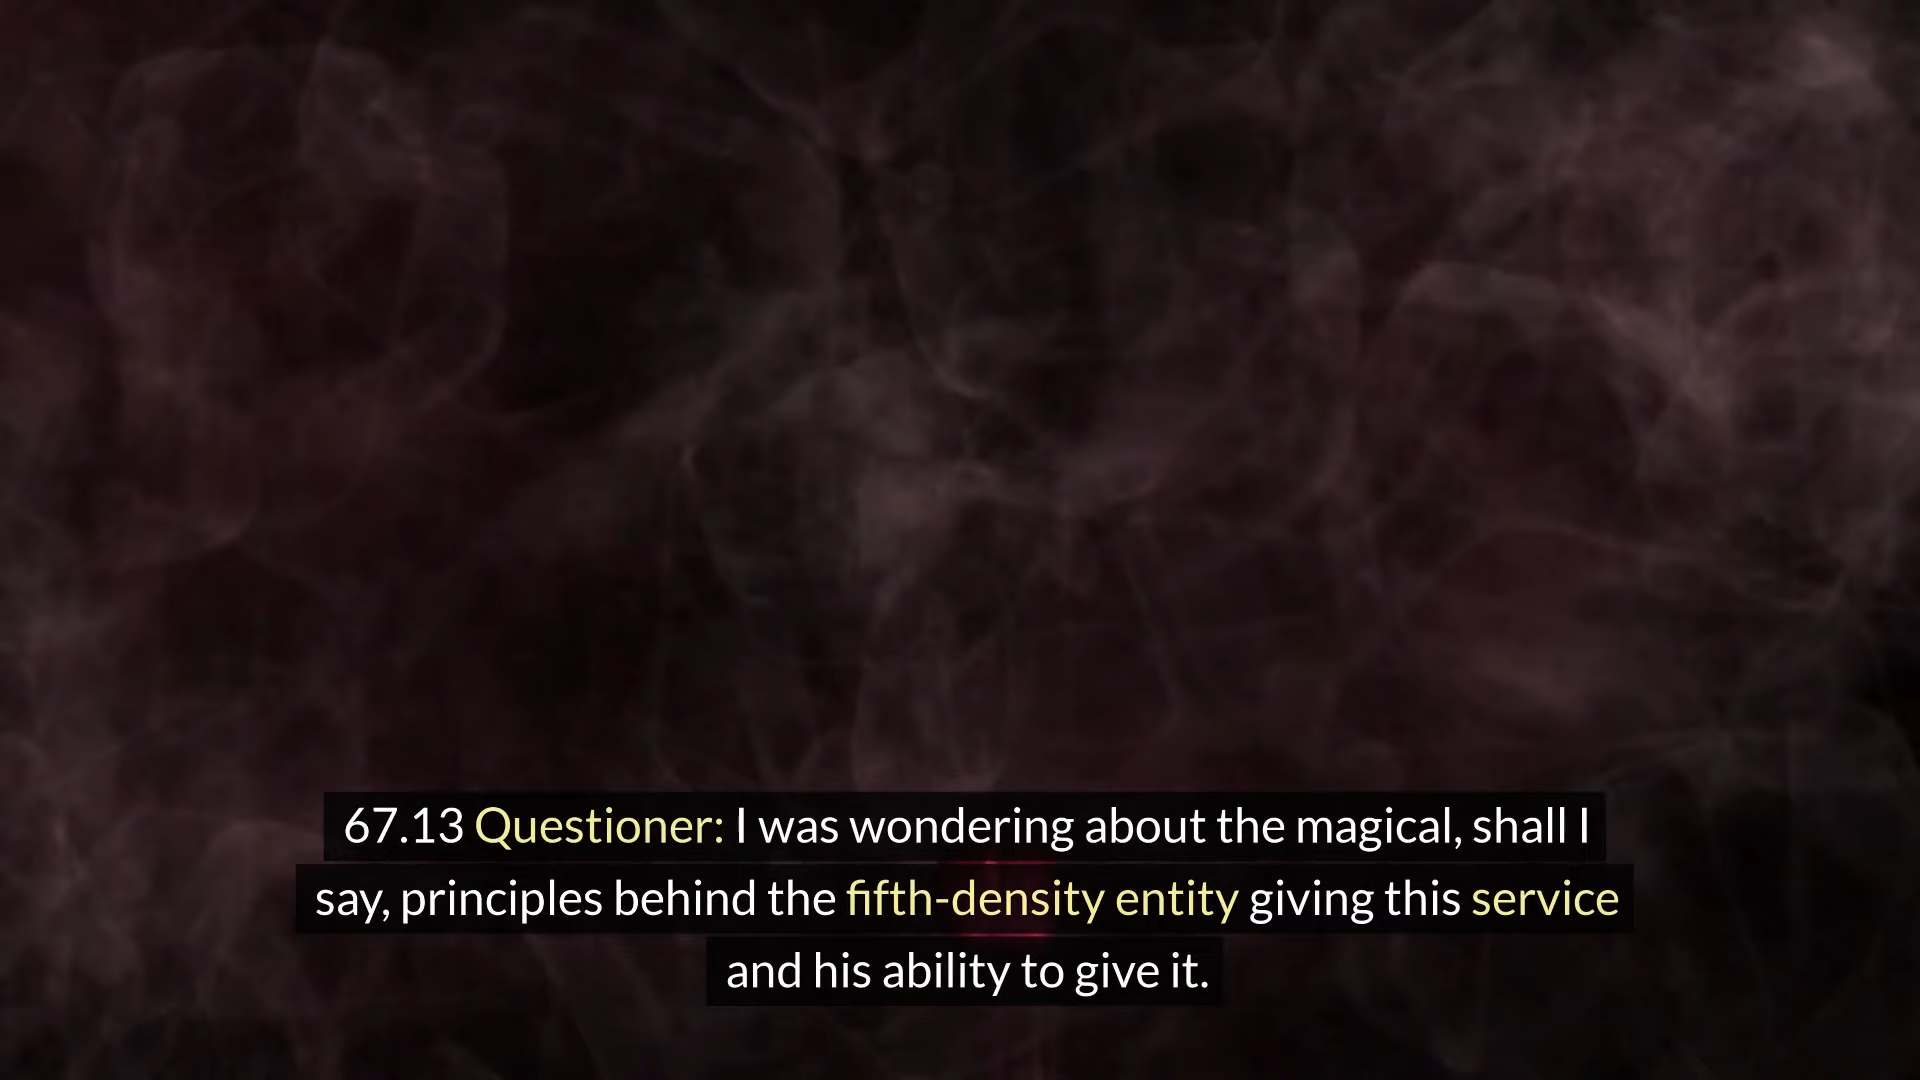 67.13 Questioner: I was wondering about the magical, shall I
say, principles behind the fifth-density entity giving this service
and his ability to give it.